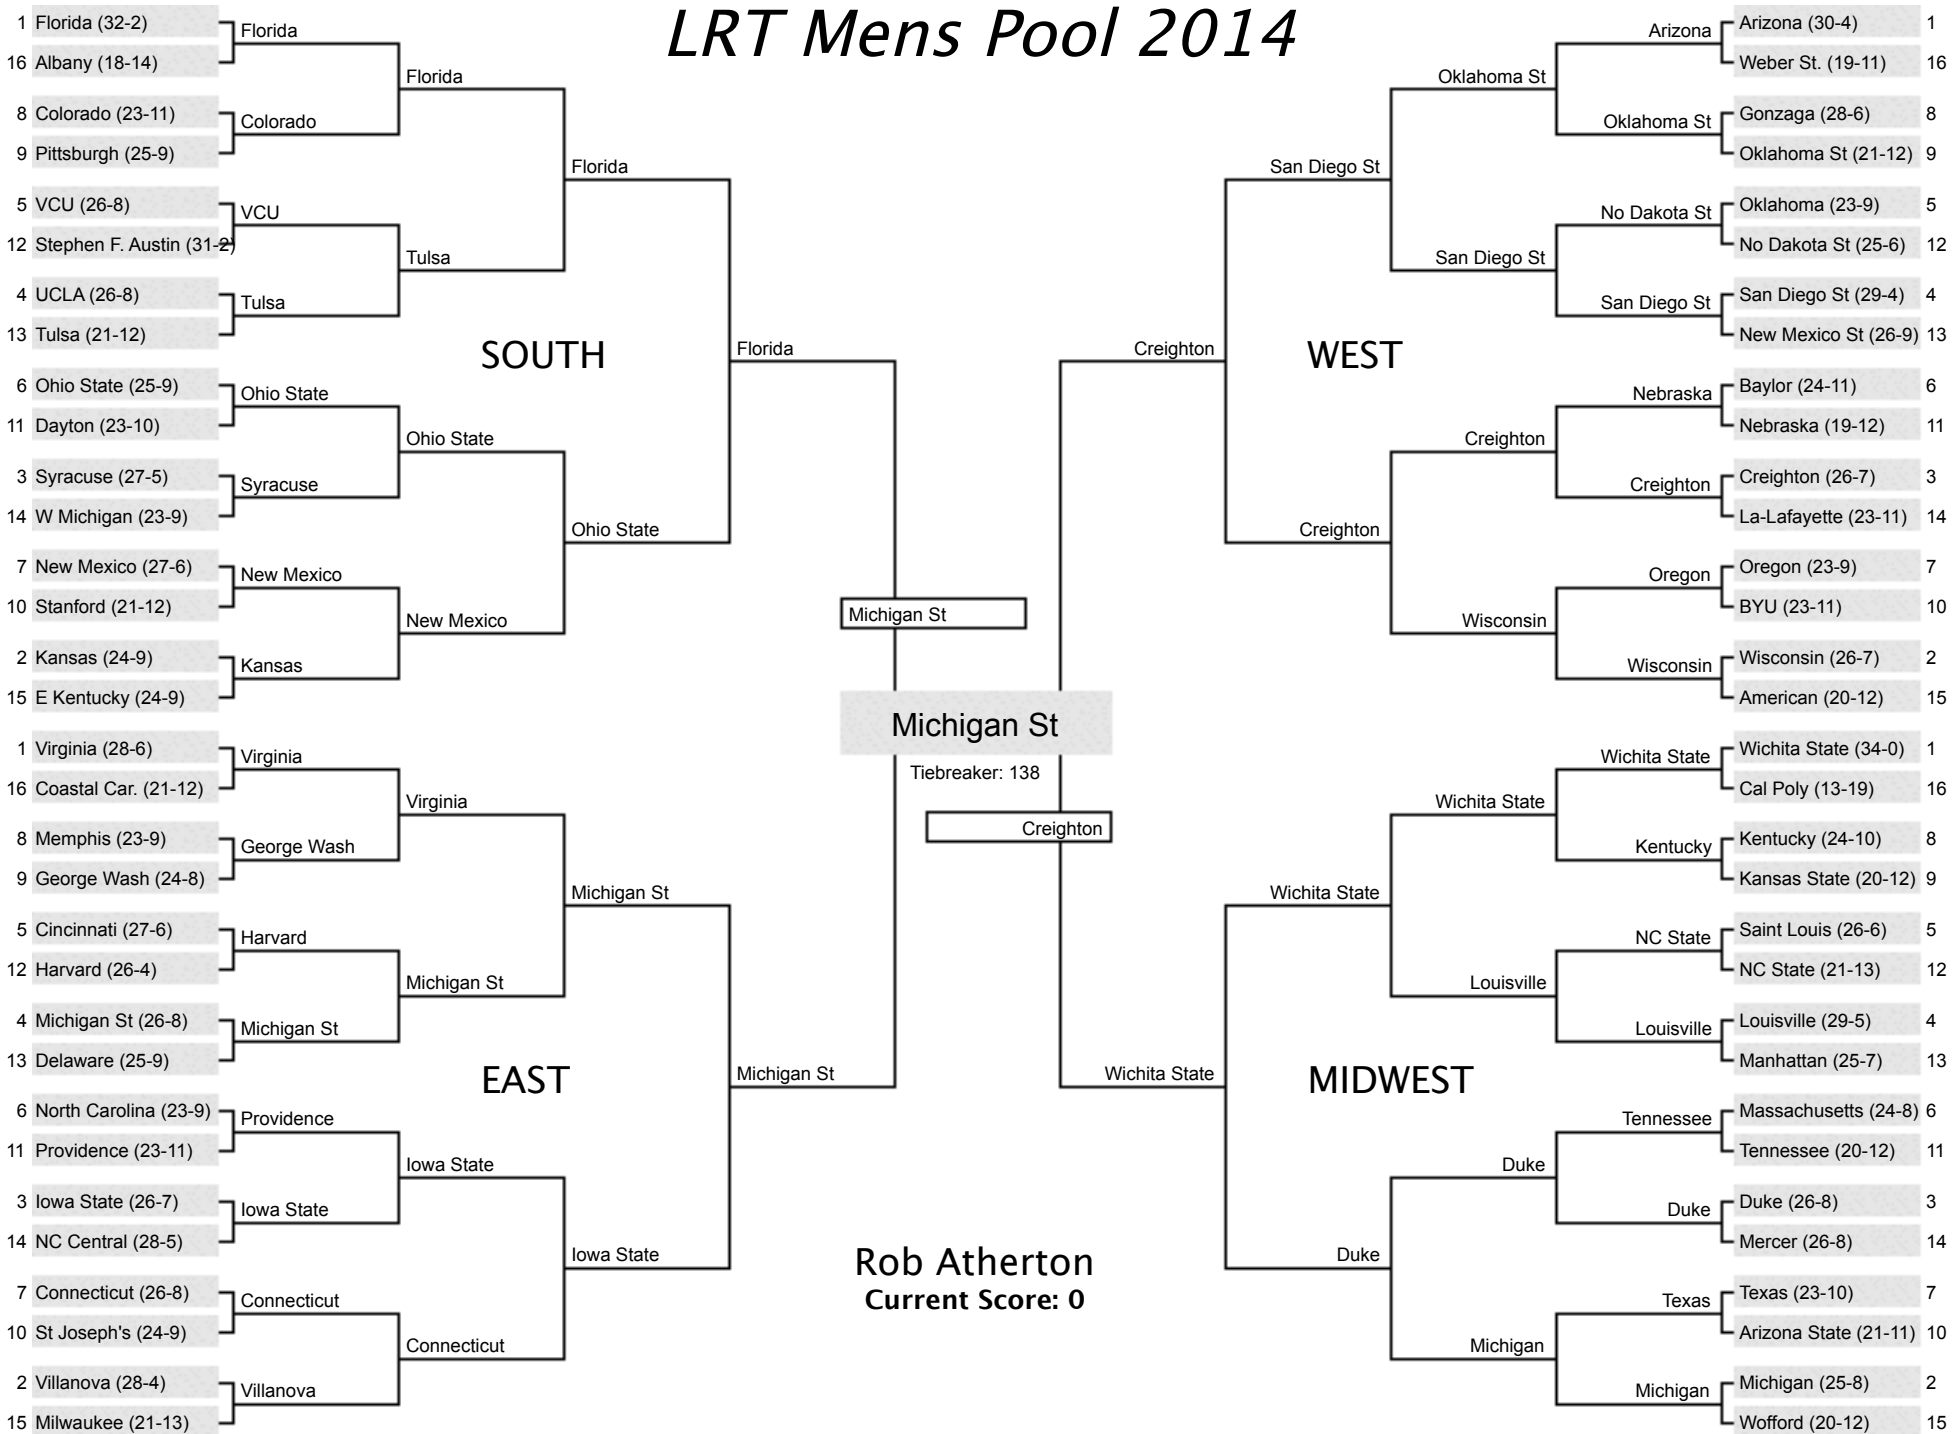 LRT Mens Pool 2014
1 Florida (32-2)
Florida
16 Albany (18-14)
Florida
8 Colorado (23-11)
Colorado
9 Pittsburgh (25-9)
Florida
5 VCU (26-8)
VCU
12 Stephen F. Austin (31-2)
Tulsa
4 UCLA (26-8)
Tulsa
13 Tulsa (21-12)
SOUTH
Florida
6 Ohio State (25-9)
Ohio State
11 Dayton (23-10)
Ohio State
3 Syracuse (27-5)
Syracuse
14 W Michigan (23-9)
Ohio State
7 New Mexico (27-6)
New Mexico
10 Stanford (21-12)
New Mexico
2 Kansas (24-9)
Kansas
15 E Kentucky (24-9)
1 Virginia (28-6)
Virginia
16 Coastal Car. (21-12)
Virginia
8 Memphis (23-9)
George Wash
9 George Wash (24-8)
Michigan St
5 Cincinnati (27-6)
Harvard
12 Harvard (26-4)
Michigan St
4 Michigan St (26-8)
Michigan St
13 Delaware (25-9)
EAST
Michigan St
6 North Carolina (23-9)
Providence
11 Providence (23-11)
Iowa State
3 Iowa State (26-7)
Iowa State
14 NC Central (28-5)
Iowa State
7 Connecticut (26-8)
Connecticut
10 St Joseph's (24-9)
Connecticut
2 Villanova (28-4)
Villanova
15 Milwaukee (21-13)
Michigan St
Michigan St
Tiebreaker: 138
Creighton
Rob Atherton
Current Score: 0
Arizona (30-4) 1
Arizona
Weber St. (19-11) 16
Oklahoma St
Gonzaga (28-6) 8
Oklahoma St
Oklahoma St (21-12) 9
San Diego St
Oklahoma (23-9) 5
No Dakota St
No Dakota St (25-6) 12
San Diego St
San Diego St (29-4) 4
San Diego St
New Mexico St (26-9) 13
Creighton
WEST
Baylor (24-11) 6
Nebraska
Nebraska (19-12) 11
Creighton
Creighton (26-7) 3
Creighton
La-Lafayette (23-11) 14
Creighton
Oregon (23-9) 7
Oregon
BYU (23-11) 10
Wisconsin
Wisconsin (26-7) 2
Wisconsin
American (20-12) 15
Wichita State (34-0) 1
Wichita State
Cal Poly (13-19) 16
Wichita State
Kentucky (24-10) 8
Kentucky
Kansas State (20-12) 9
Wichita State
Saint Louis (26-6) 5
NC State
NC State (21-13) 12
Louisville
Louisville (29-5) 4
Louisville
Manhattan (25-7) 13
Wichita State
MIDWEST
Massachusetts (24-8) 6
Tennessee
Tennessee (20-12) 11
Duke
Duke (26-8) 3
Duke
Mercer (26-8) 14
Duke
Texas (23-10) 7
Texas
Arizona State (21-11) 10
Michigan
Michigan (25-8) 2
Michigan
Wofford (20-12) 15